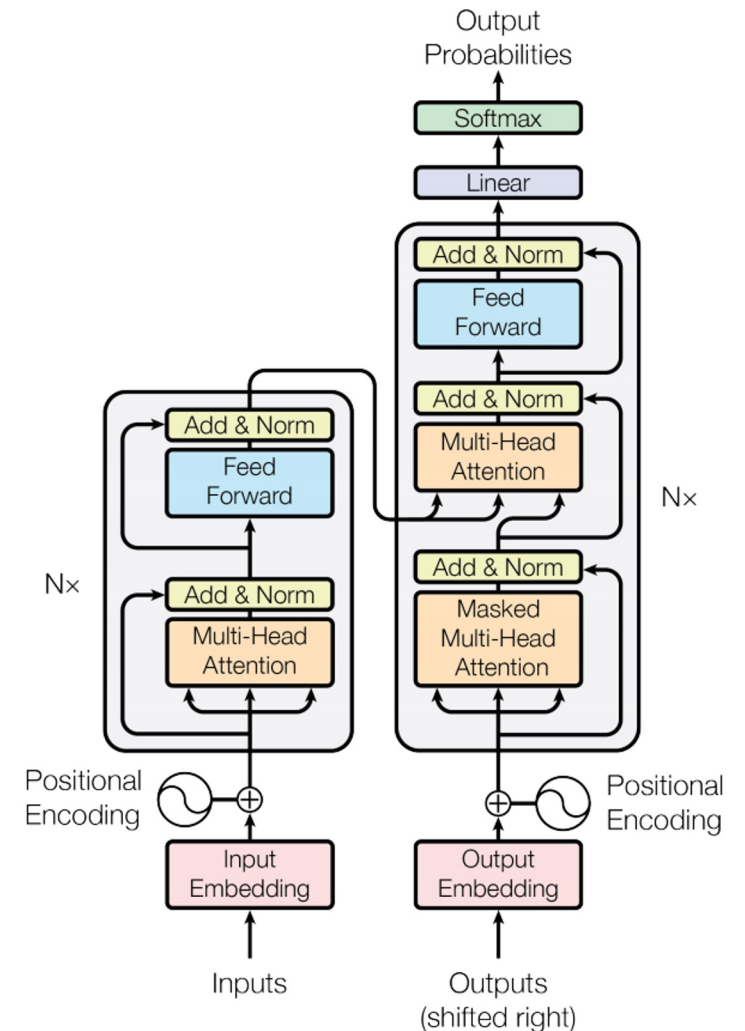 Output
Probabilities
Softmax
Linear
Add & Norm
Feed
Forward
Add & Norm
Multi-Head
Attention
Nx
Add & Norm
Masked
Multi-Head
Attention
Positional
Encoding
Output
Embedding
Outputs
(shifted right)
Add & Norm
Feed
Forward
Nx
Add & Norm
Multi-Head
Attention
Positional
Encoding
Input
Embedding
Inputs